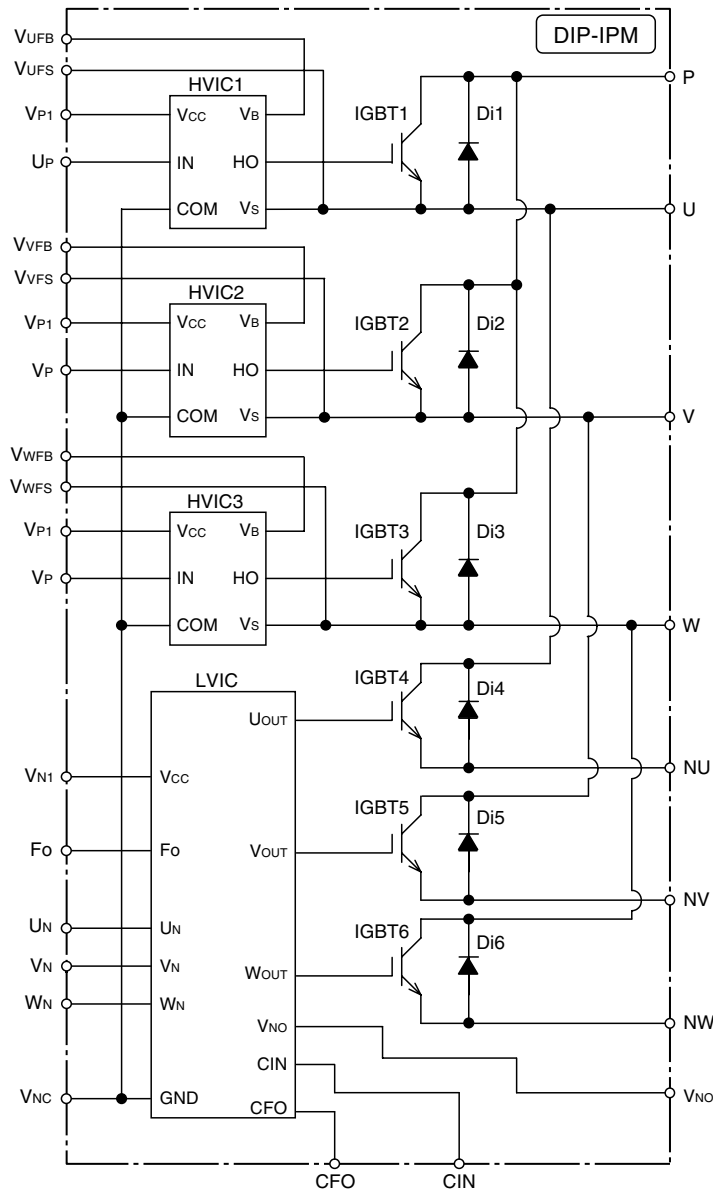 DIP-IPM
VUFB
VUFS
HVIC1
VP1
VCC
VB
IGBT1
Di1
P
UP
IN
HO
COM
VS
U
VVFB
VVFS
HVIC2
VP1
VCC
VB
IGBT2
Di2
VP
IN
HO
COM
VS
V
VWFB
VWFS
HVIC3
VP1
VCC
VB
IGBT3
Di3
VP
IN
HO
COM
VS
W
LVIC
IGBT4
Di4
UOUT
NU
VN1
VCC
IGBT5
Di5
Fo
Fo
VOUT
NV
UN
UN
IGBT6
Di6
VN
VN
WOUT
WN
WN
NW
VNO
CIN
VNC
GND
CFO
VNO
CFO
CIN